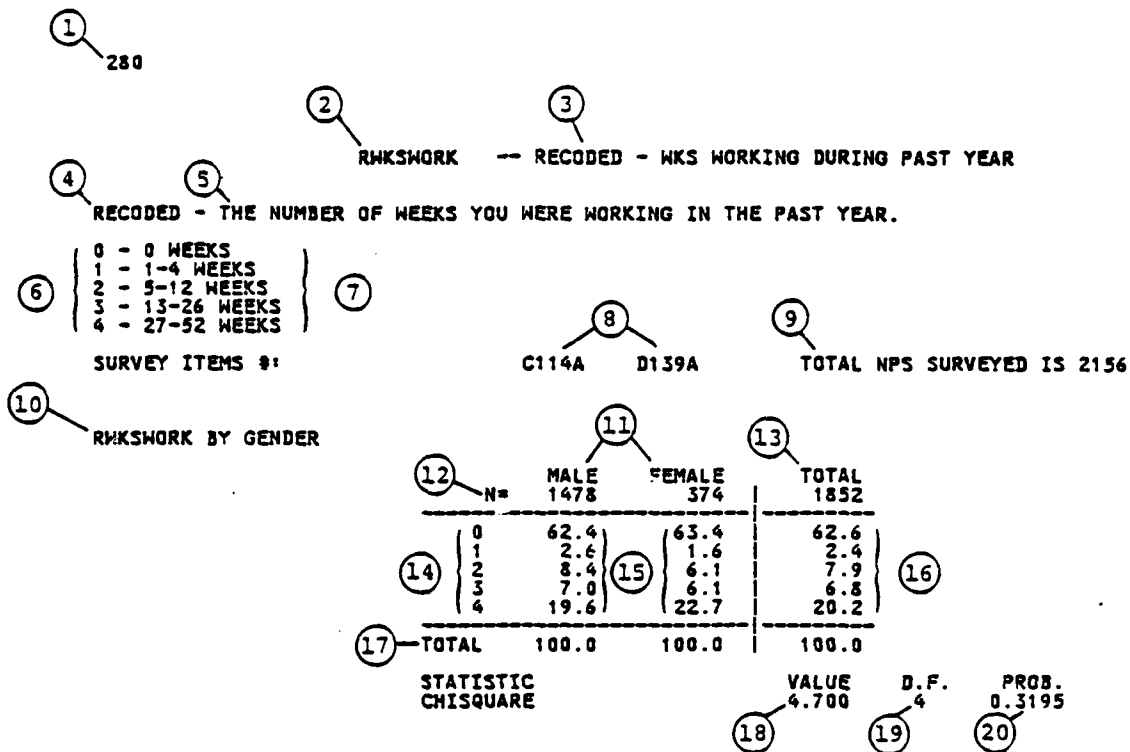 1
280
2 3
RWKSWORK -- RECODED - WKS WORKING DURING PAST YEAR
4 5
RECODED - THE NUMBER OF WEEKS YOU WERE WORKING IN THE PAST YEAR.
0 - 0 WEEKS
1 - 1-4 WEEKS
2 - 5-12 WEEKS
6 3 - 13-26 WEEKS 7
4 - 27-52 WEEKS
8 9
SURVEY ITEMS #: C114A D139A TOTAL NPS SURVEYED IS 2156
10
RWKSWORK BY GENDER
11 13
12 MALE FEMALE TOTAL
N= 1478 374 1852
0 62.4 63.4 62.6
1 2.6 1.6 2.4
14 2 8.4 15 6.1 7.9 16
3 7.0 6.1 6.8
4 19.6 22.7 20.2
17 TOTAL 100.0 100.0 100.0
STATISTIC VALUE D.F. PROB.
CHISQUARE 4.700 4 0.3195
18 19 20